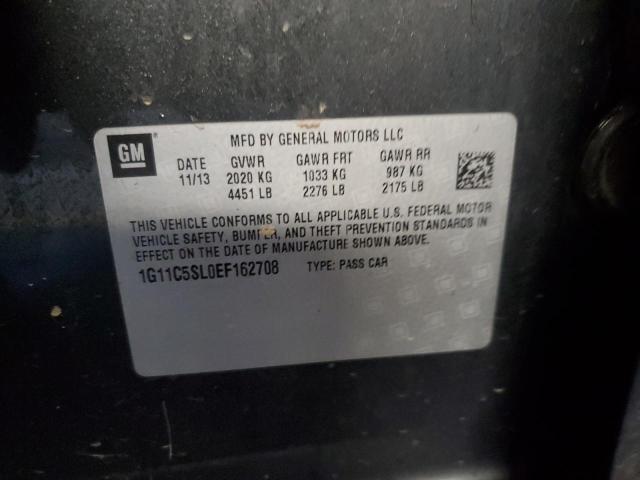 GM
MFD BY GENERAL MOTORS LLC
DATE GVWR GAWR FRT GAWR RR
11/13 2020 KG 1033 KG 987 KG
4451 LB 2276 LB 2175 LB
THIS VEHICLE CONFORMS TO ALL APPLICABLE U.S. FEDERAL MOTOR
VEHICLE SAFETY, BUMPER, AND THEFT PREVENTION STANDARDS IN
EFFECT ON THE DATE OF MANUFACTURE SHOWN ABOVE.
1G11C5SL0EF162708 TYPE: PASS CAR